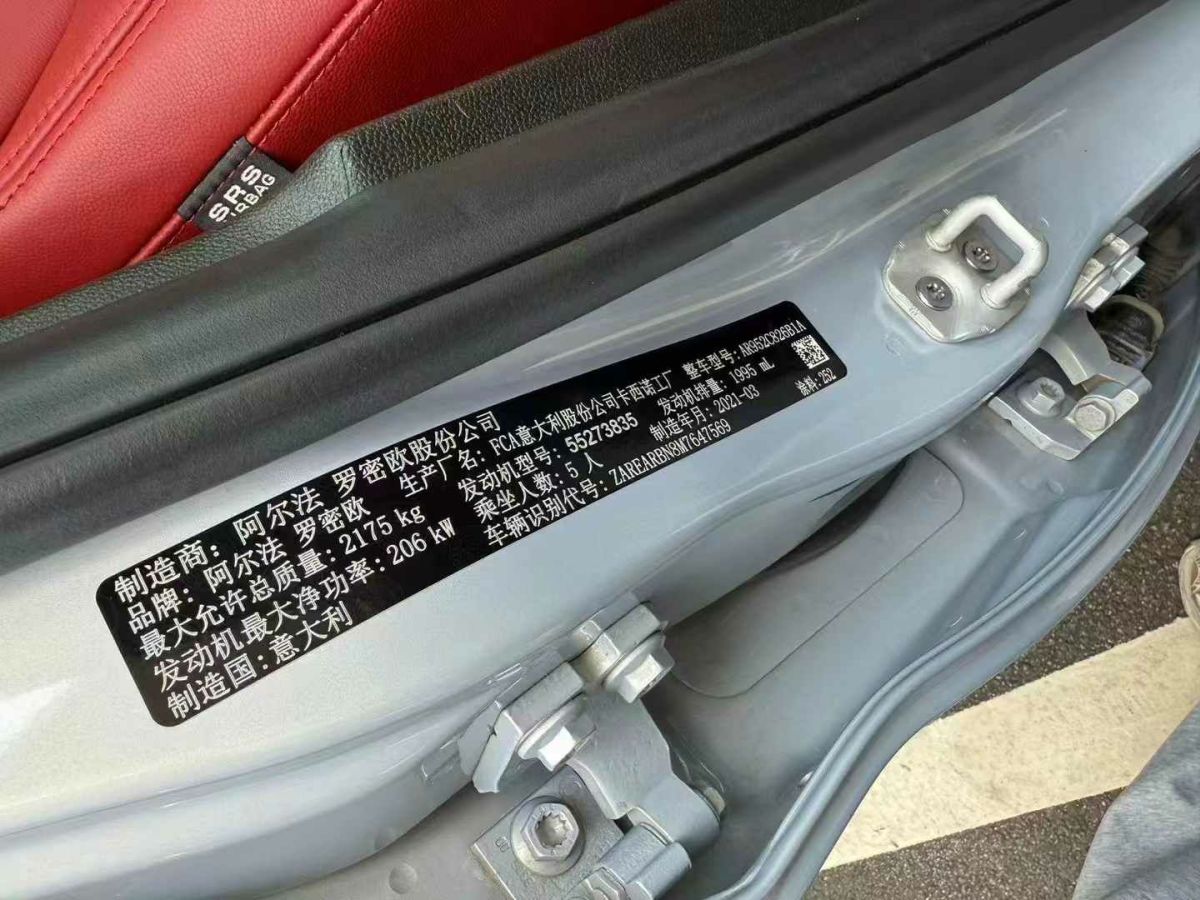 SRS
AIRBAG
制造商：阿尔法 罗密欧股份公司
品牌：阿尔法 罗密欧 生产厂名：FCA意大利股份公司卡西诺工厂 整车型号：AR952C826B1A
最大允许总质量：2175 kg 发动机型号：55273835 发动机排量：1995 mL
发动机最大净功率：206 kW 乘坐人数：5 人 制造年月：2021-03
制造国：意大利 车辆识别代号：ZAREARBN8M7647569 涂料：252